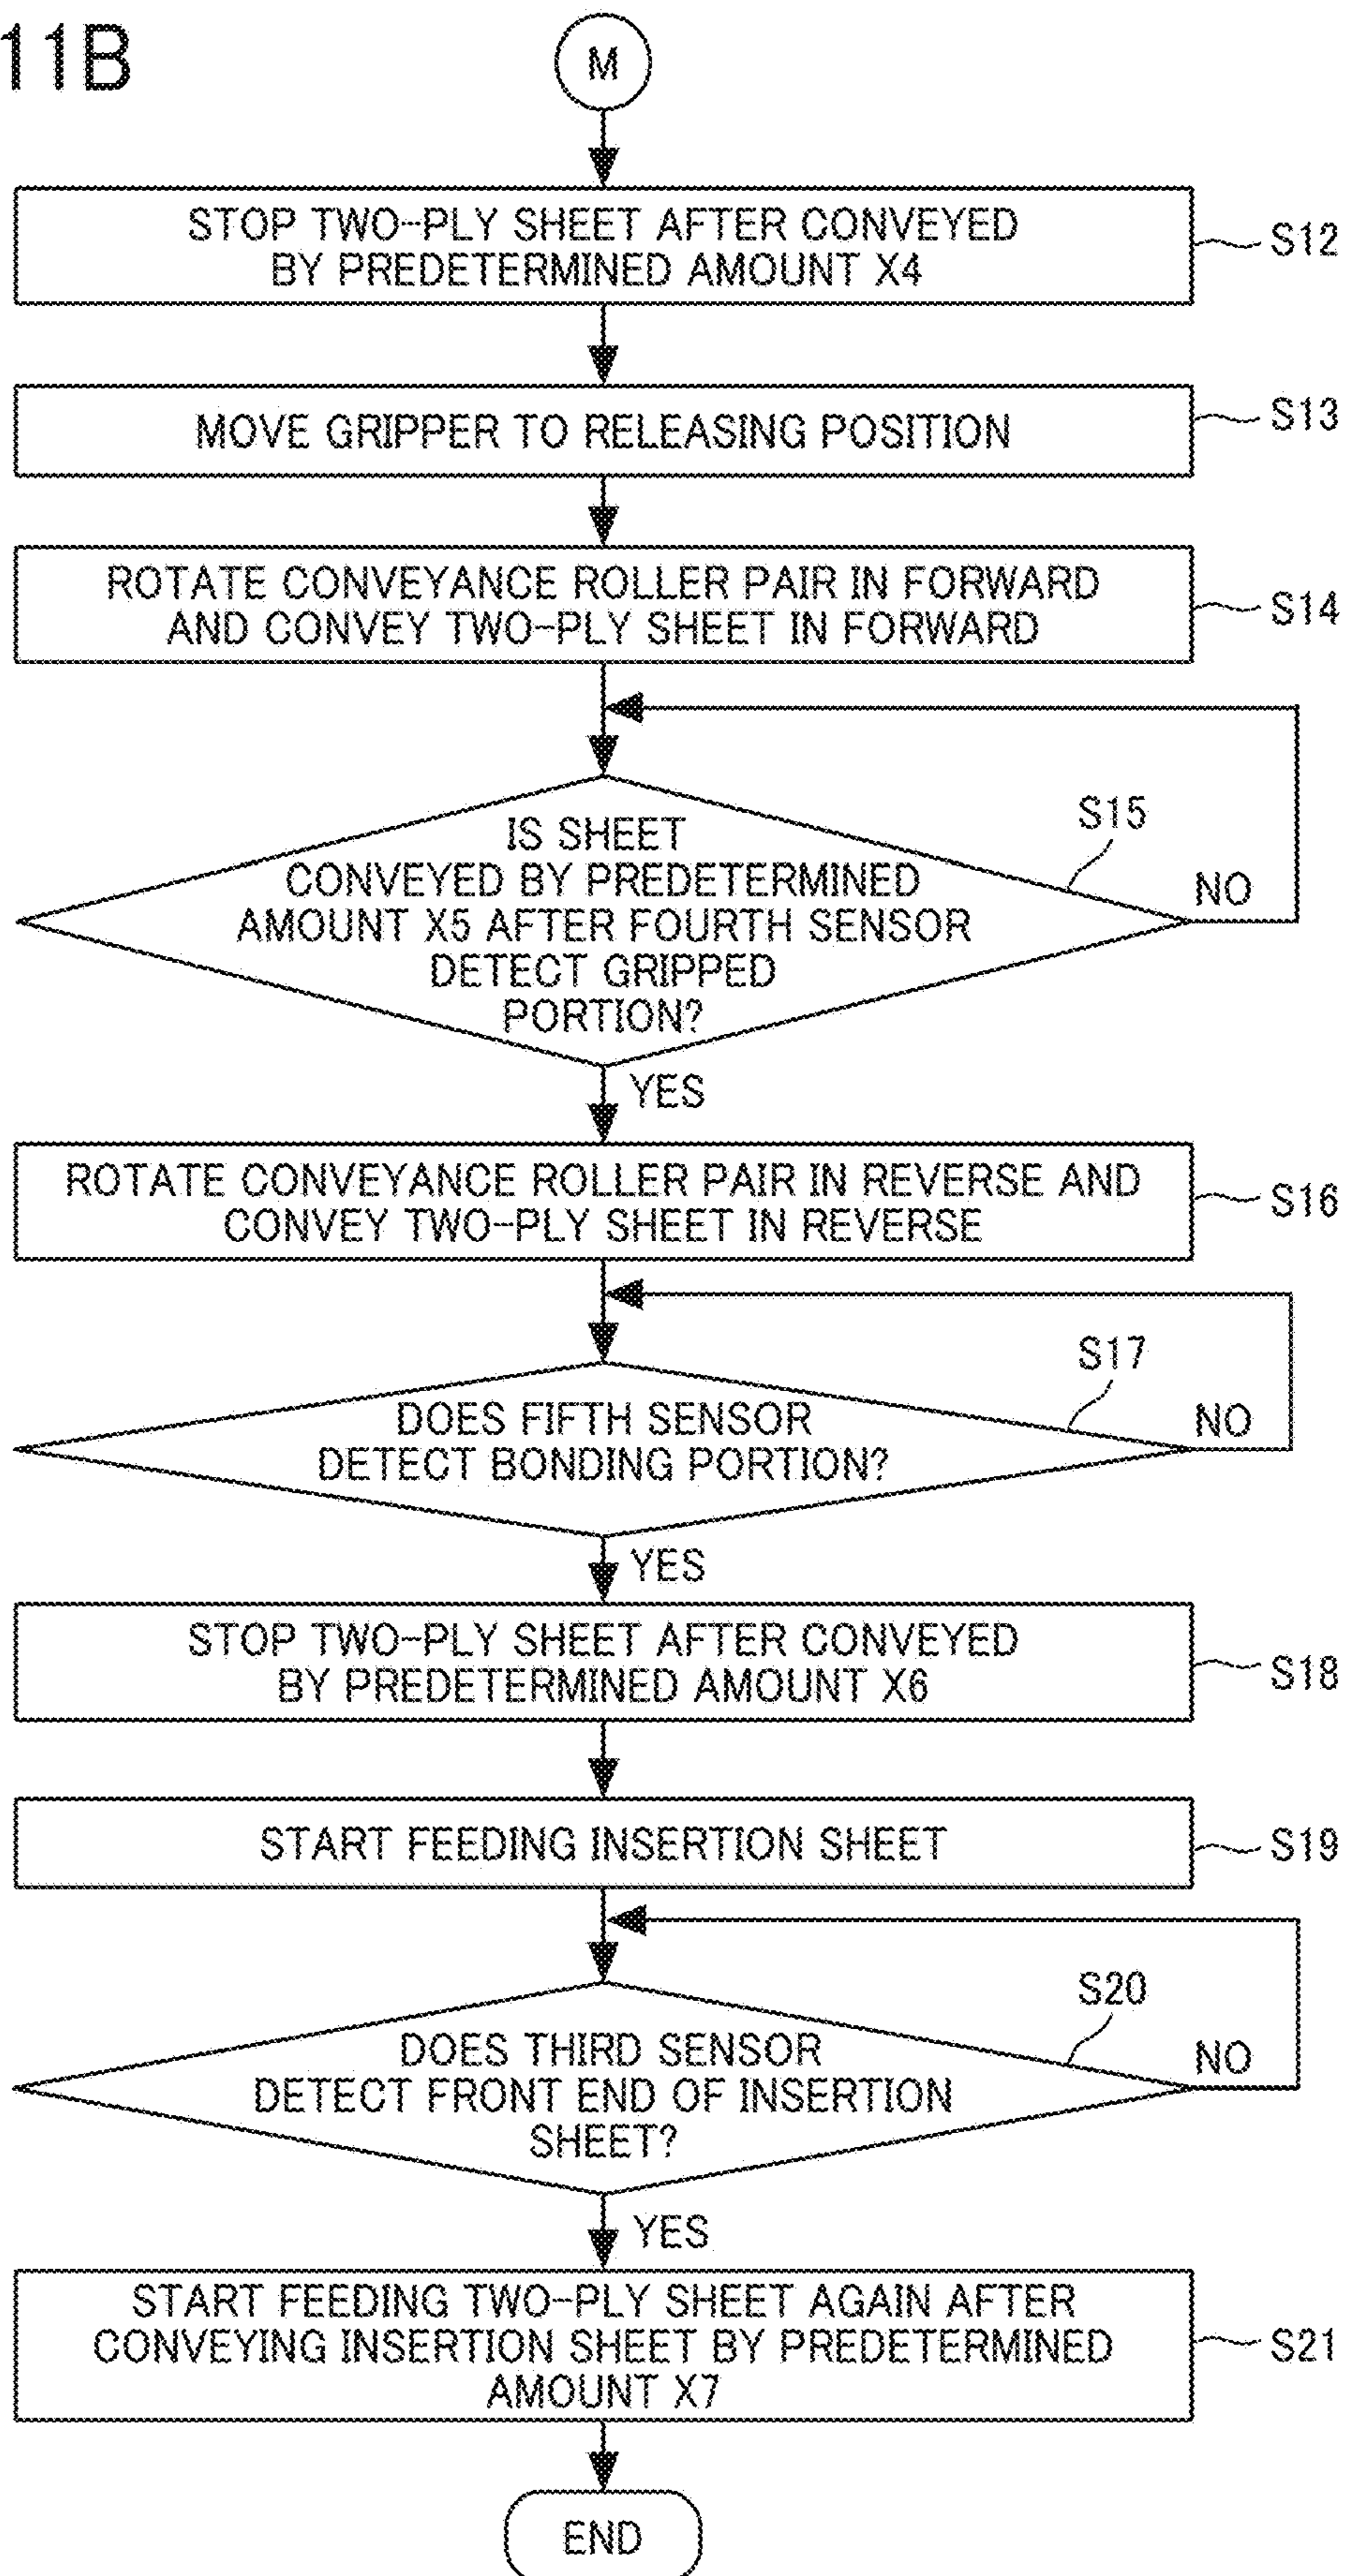 11B
M
STOP TWO-PLY SHEET AFTER CONVEYED
BY PREDETERMINED AMOUNT X4
S12
MOVE GRIPPER TO RELEASING POSITION
S13
ROTATE CONVEYANCE ROLLER PAIR IN FORWARD
AND CONVEY TWO-PLY SHEET IN FORWARD
S14
IS SHEET
CONVEYED BY PREDETERMINED
AMOUNT X5 AFTER FOURTH SENSOR
DETECT GRIPPED
PORTION?
S15
NO
YES
ROTATE CONVEYANCE ROLLER PAIR IN REVERSE AND
CONVEY TWO-PLY SHEET IN REVERSE
S16
DOES FIFTH SENSOR
DETECT BONDING PORTION?
S17
NO
YES
STOP TWO-PLY SHEET AFTER CONVEYED
BY PREDETERMINED AMOUNT X6
S18
START FEEDING INSERTION SHEET
S19
DOES THIRD SENSOR
DETECT FRONT END OF INSERTION
SHEET?
S20
NO
YES
START FEEDING TWO-PLY SHEET AGAIN AFTER
CONVEYING INSERTION SHEET BY PREDETERMINED
AMOUNT X7
S21
END